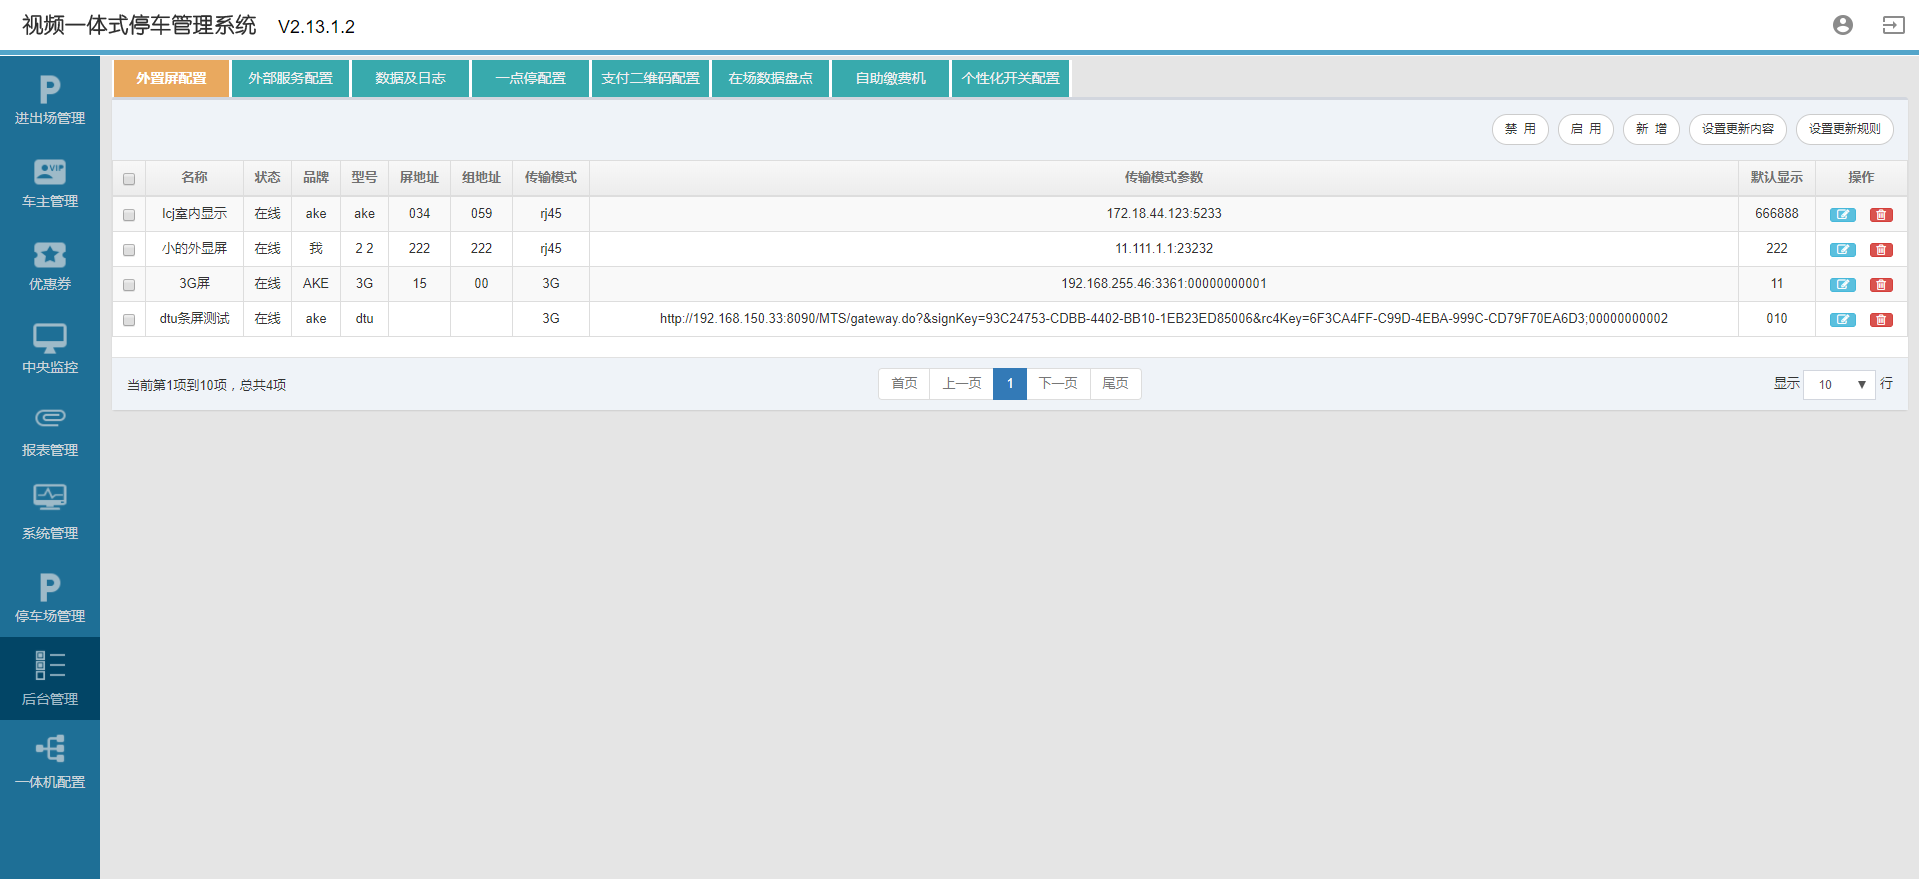 视频一体式停车管理系统 V2.13.1.2
外置屏配置 外部服务配置 数据及日志 一点停配置 支付二维码配置 在场数据盘点 自助缴费机 个性化开关配置
禁 用 启 用 新 增 设置更新内容 设置更新规则
名称 状态 品牌 型号 屏地址 组地址 传输模式 传输模式参数 默认显示 操作
lcj室内显示 在线 ake ake 034 059 rj45 172.18.44.123:5233 666888
小的外显屏 在线 我 2 2 222 222 rj45 11.111.1.1:23232 222
3G屏 在线 AKE 3G 15 00 3G 192.168.255.46:3361:00000000001 11
dtu条屏测试 在线 ake dtu 3G http://192.168.150.33:8090/MTS/gateway.do?&signKey=93C24753-CDBB-4402-BB10-1EB23ED85006&rc4Key=6F3CA4FF-C99D-4EBA-999C-CD79F70EA6D3;00000000002 010
当前第1项到10项，总共4项 首页 上一页 1 下一页 尾页 显示 10 行
P
进出场管理
VIP
车主管理
优惠券
中央监控
报表管理
系统管理
P
停车场管理
后台管理
一体机配置